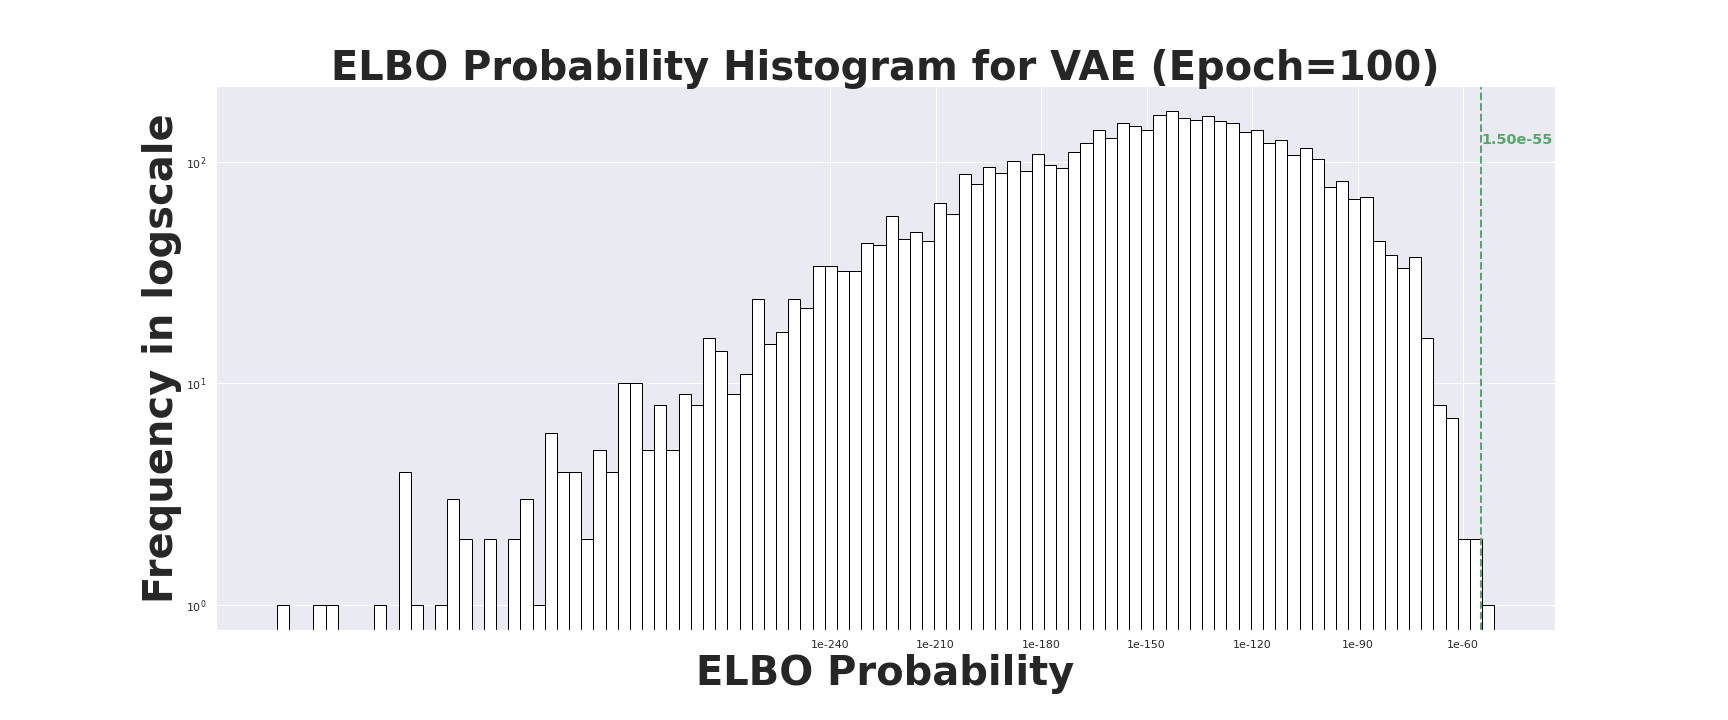 ELBO Probability Histogram for VAE (Epoch=100)
Frequency in logscale
10²
10¹
10⁰
1.50e-55
1e-240 1e-210 1e-180 1e-150 1e-120 1e-90 1e-60
ELBO Probability